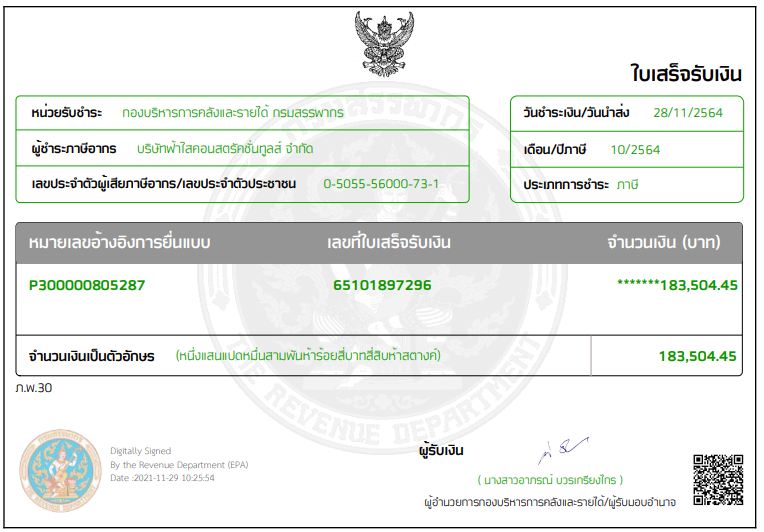 ใบเสร็จรับเงิน
หน่วยรับชำระ กองบริหารการคลังและรายได้ กรมสรรพากร
วันชำระเงิน/วันนำส่ง 28/11/2564
ผู้ชำระภาษีอากร บริษัทฟ้าใสคอนสตรัคชั่นทูลส์ จำกัด
เดือน/ปีภาษี 10/2564
เลขประจำตัวผู้เสียภาษีอากร/เลขประจำตัวประชาชน 0-5055-56000-73-1
ประเภทการชำระ ภาษี
หมายเลขอ้างอิงการยื่นแบบ เลขที่ใบเสร็จรับเงิน จำนวนเงิน (บาท)
P300000805287 65101897296 *******183,504.45
จำนวนเงินเป็นตัวอักษร (หนึ่งแสนแปดหมื่นสามพันห้าร้อยสี่บาทสี่สิบห้าสตางค์) 183,504.45
ภ.พ.30
กรมสรรพากร
THE REVENUE DEPARTMENT
Digitally Signed
By the Revenue Department (EPA)
Date :2021-11-29 10:25:54
ผู้รับเงิน
( นางสาวอาภรณ์ บวรเกรียงไกร )
ผู้อำนวยการกองบริหารการคลังและรายได้/ผู้รับมอบอำนาจ